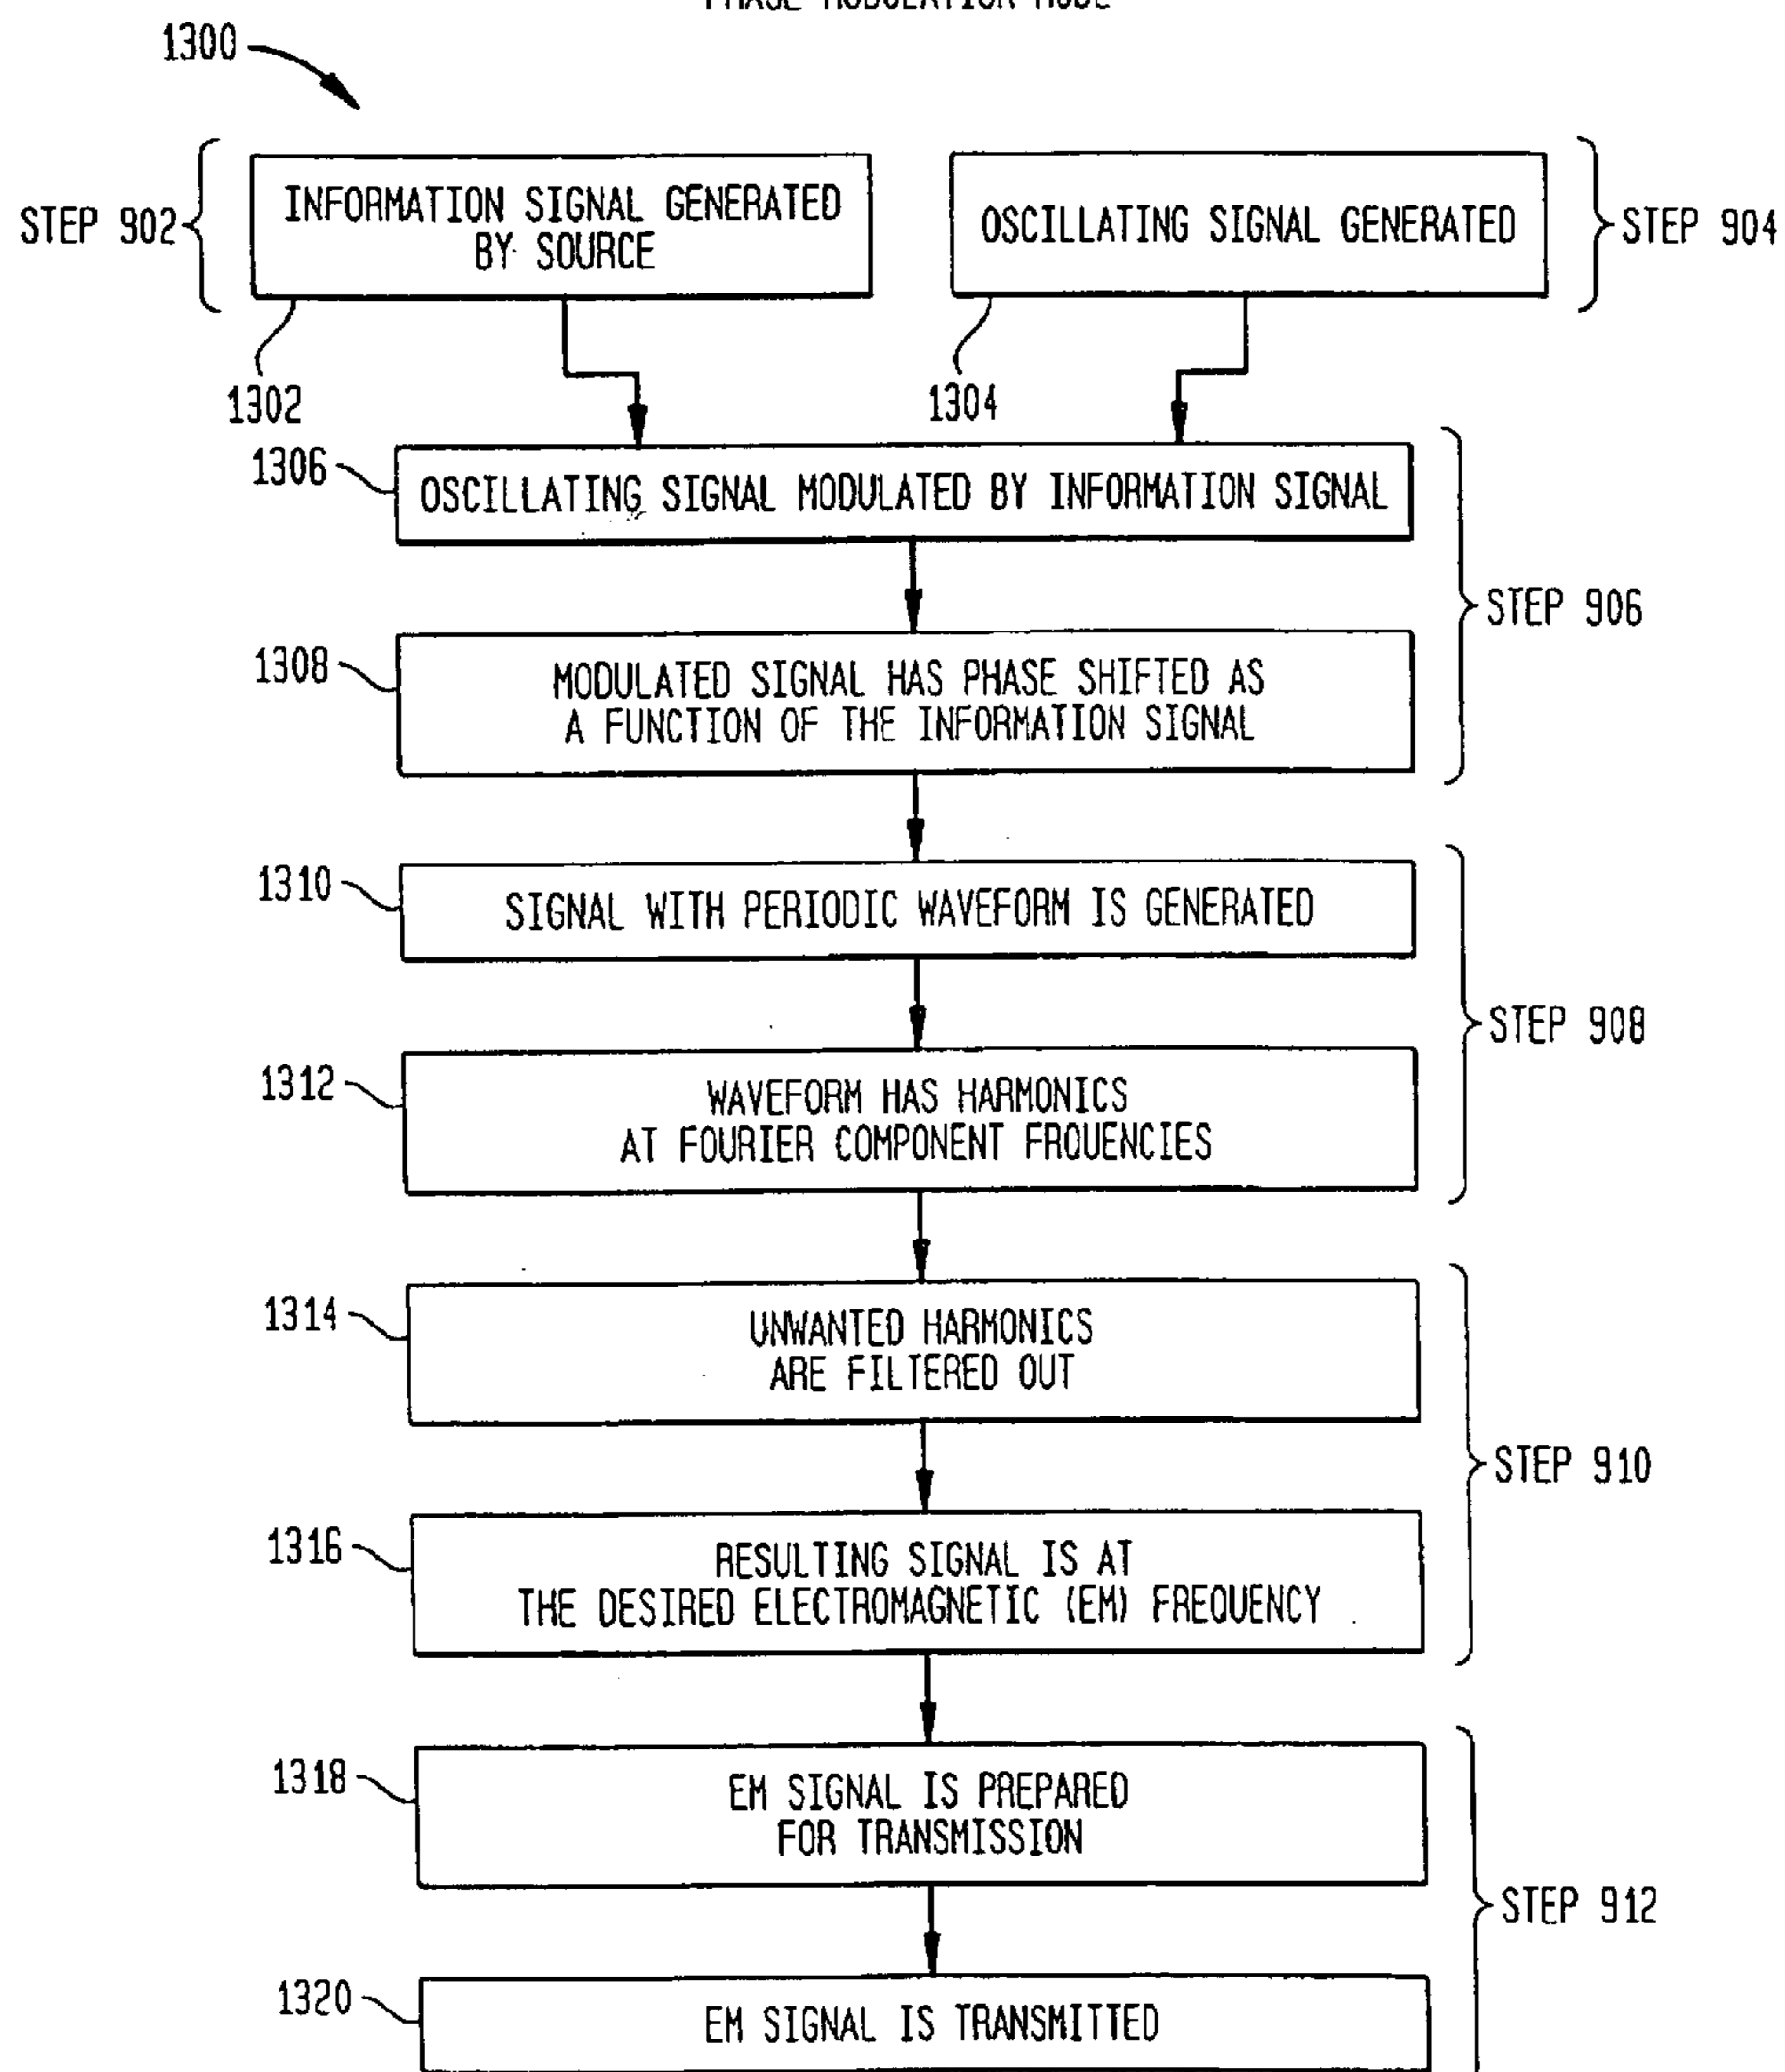 PHASE MODULATION MODE
1300
STEP 902
INFORMATION SIGNAL GENERATED
BY SOURCE
OSCILLATING SIGNAL GENERATED
STEP 904
1302
1304
1306
OSCILLATING SIGNAL MODULATED BY INFORMATION SIGNAL
STEP 906
1308
MODULATED SIGNAL HAS PHASE SHIFTED AS
A FUNCTION OF THE INFORMATION SIGNAL
1310
SIGNAL WITH PERIODIC WAVEFORM IS GENERATED
STEP 908
1312
WAVEFORM HAS HARMONICS
AT FOURIER COMPONENT FROUENCIES
1314
UNWANTED HARMONICS
ARE FILTERED OUT
STEP 910
1316
RESULTING SIGNAL IS AT
THE DESIRED ELECTROMAGNETIC (EM) FREQUENCY
1318
EM SIGNAL IS PREPARED
FOR TRANSMISSION
STEP 912
1320
EM SIGNAL IS TRANSMITTED